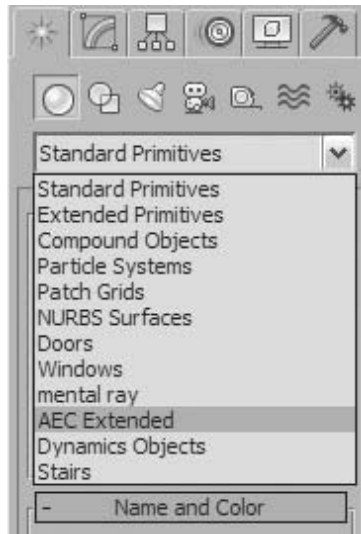 Standard Primitives
Standard Primitives
Extended Primitives
Compound Objects
Particle Systems
Patch Grids
NURBS Surfaces
Doors
Windows
mental ray
AEC Extended
Dynamics Objects
Stairs
- Name and Color